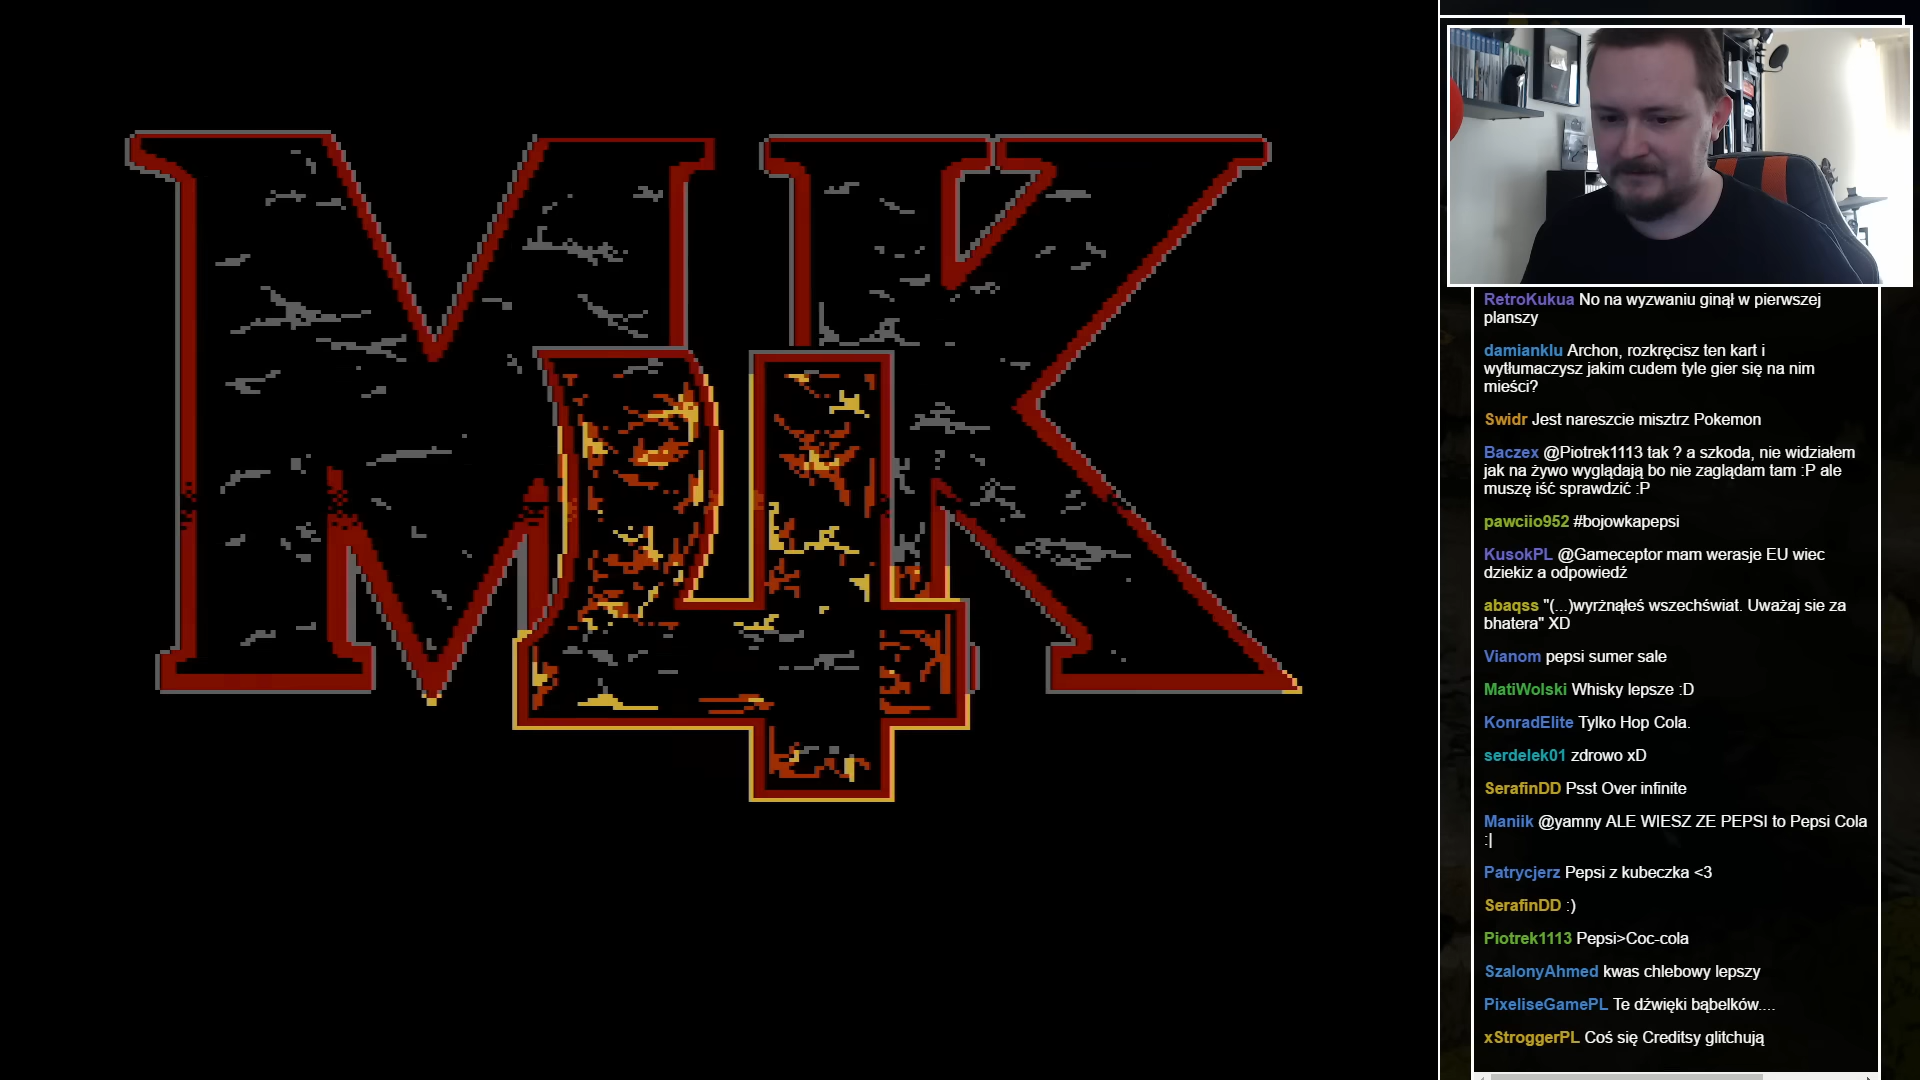 MK
4
RetroKukua No na wyzwaniu ginął w pierwszej
planszy
damianklu Archon, rozkręcisz ten kart i
wytłumaczysz jakim cudem tyle gier się na nim
mieści?
Swidr Jest nareszcie misztrz Pokemon
Baczex @Piotrek1113 tak ? a szkoda, nie widziałem
jak na żywo wyglądają bo nie zaglądam tam :P ale
muszę iść sprawdzić :P
pawciio952 #bojowkapepsi
KusokPL @Gameceptor mam werasje EU wiec
dziekiz a odpowiedź
abaqss "(...)wyrżnąłeś wszechświat. Uważaj sie za
bhatera" XD
Vianom pepsi sumer sale
MatiWolski Whisky lepsze :D
KonradElite Tylko Hop Cola.
serdelek01 zdrowo xD
SerafinDD Psst Over infinite
Maniik @yamny ALE WIESZ ZE PEPSI to Pepsi Cola
:|
Patrycjerz Pepsi z kubeczka <3
SerafinDD :)
Piotrek1113 Pepsi>Coc-cola
SzalonyAhmed kwas chlebowy lepszy
PixeliseGamePL Te dźwięki bąbelków....
xStroggerPL Coś się Creditsy glitchują